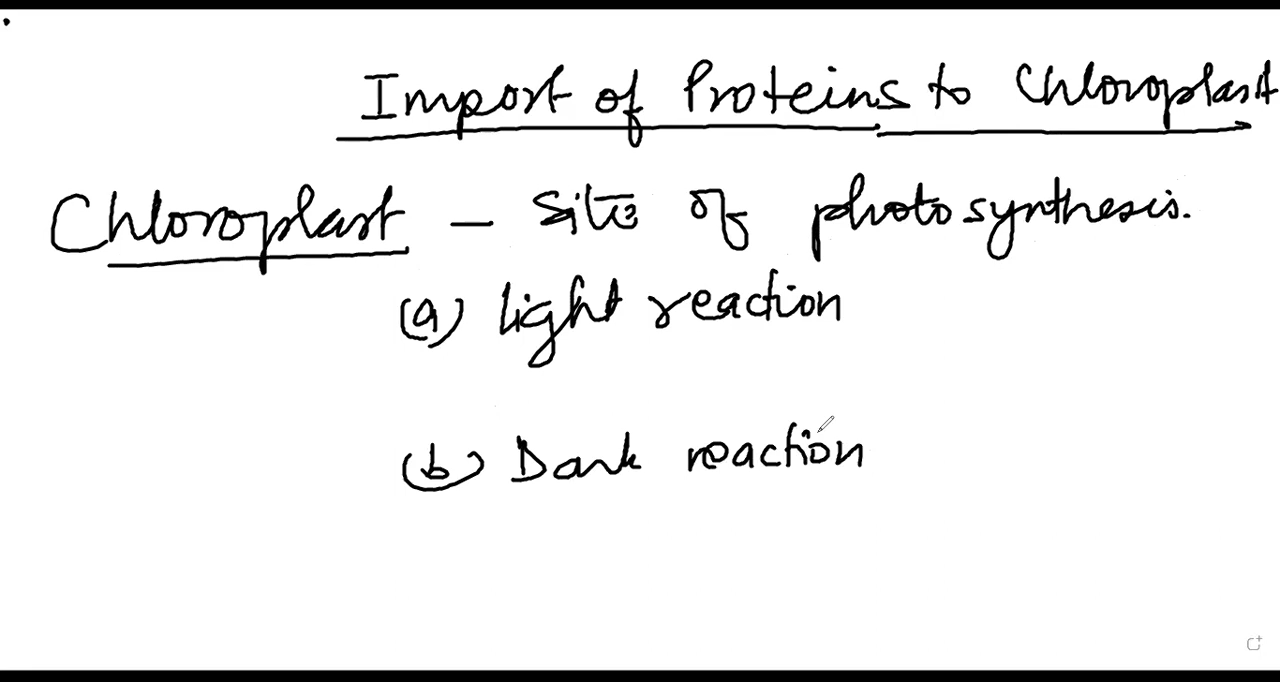 Import of Proteins to Chloroplast
Chloroplast - Site of photosynthesis.
(a) light reaction
(b) Dark reaction